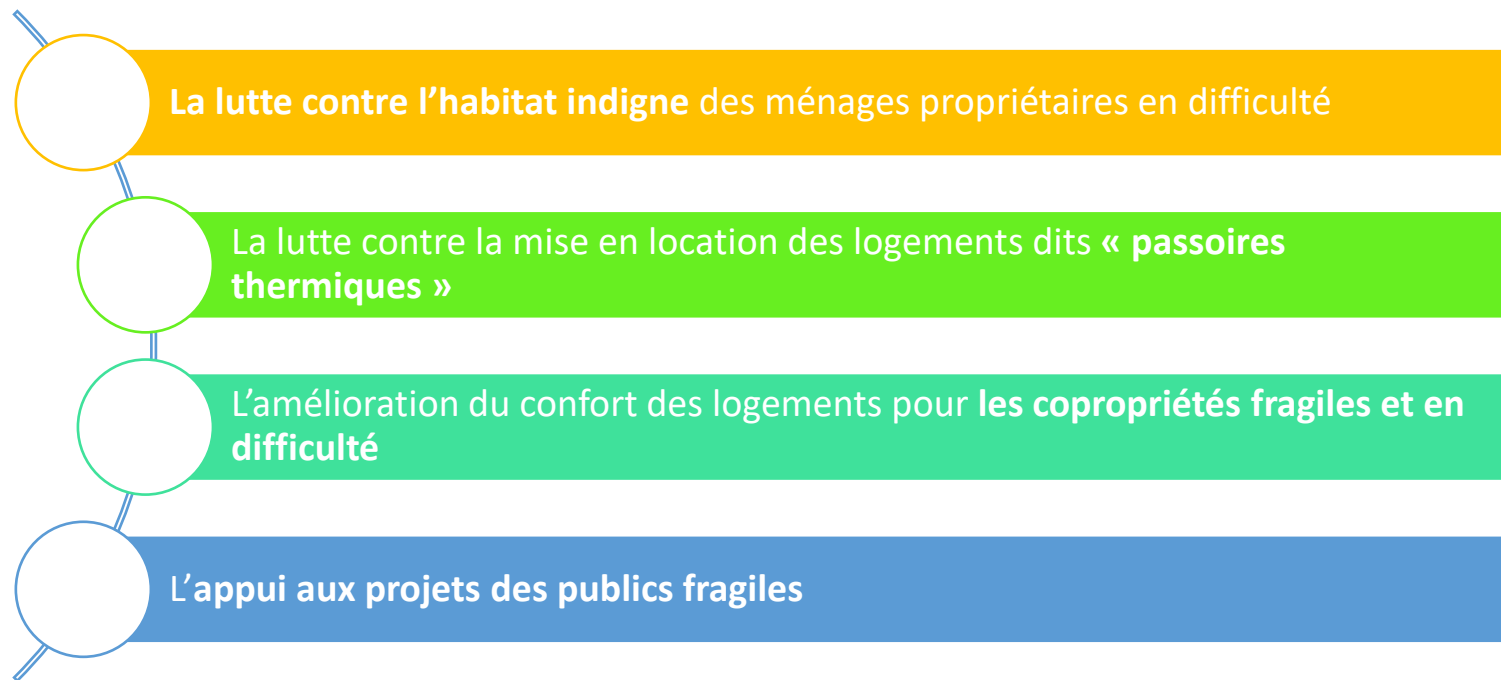 La lutte contre l’habitat indigne des ménages propriétaires en difficulté
La lutte contre la mise en location des logements dits « passoires
thermiques »
L’amélioration du confort des logements pour les copropriétés fragiles et en
difficulté
L’appui aux projets des publics fragiles